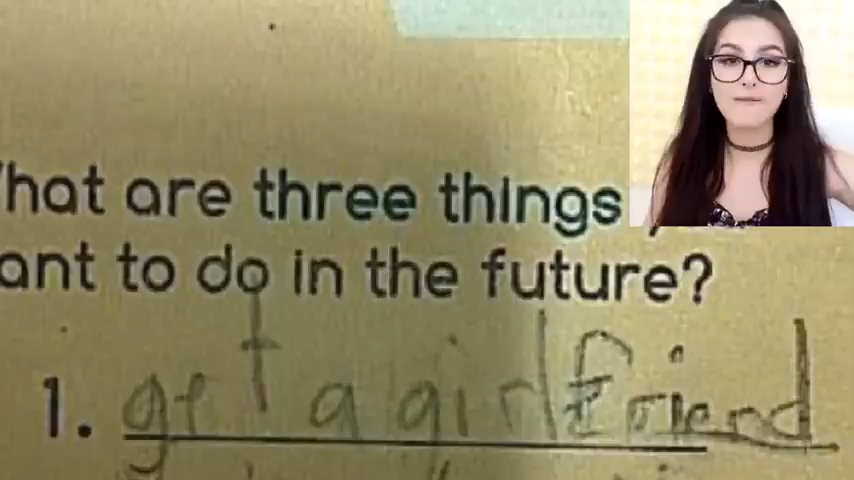 hat are three things
ant to do in the future?
1. get a girlfriend